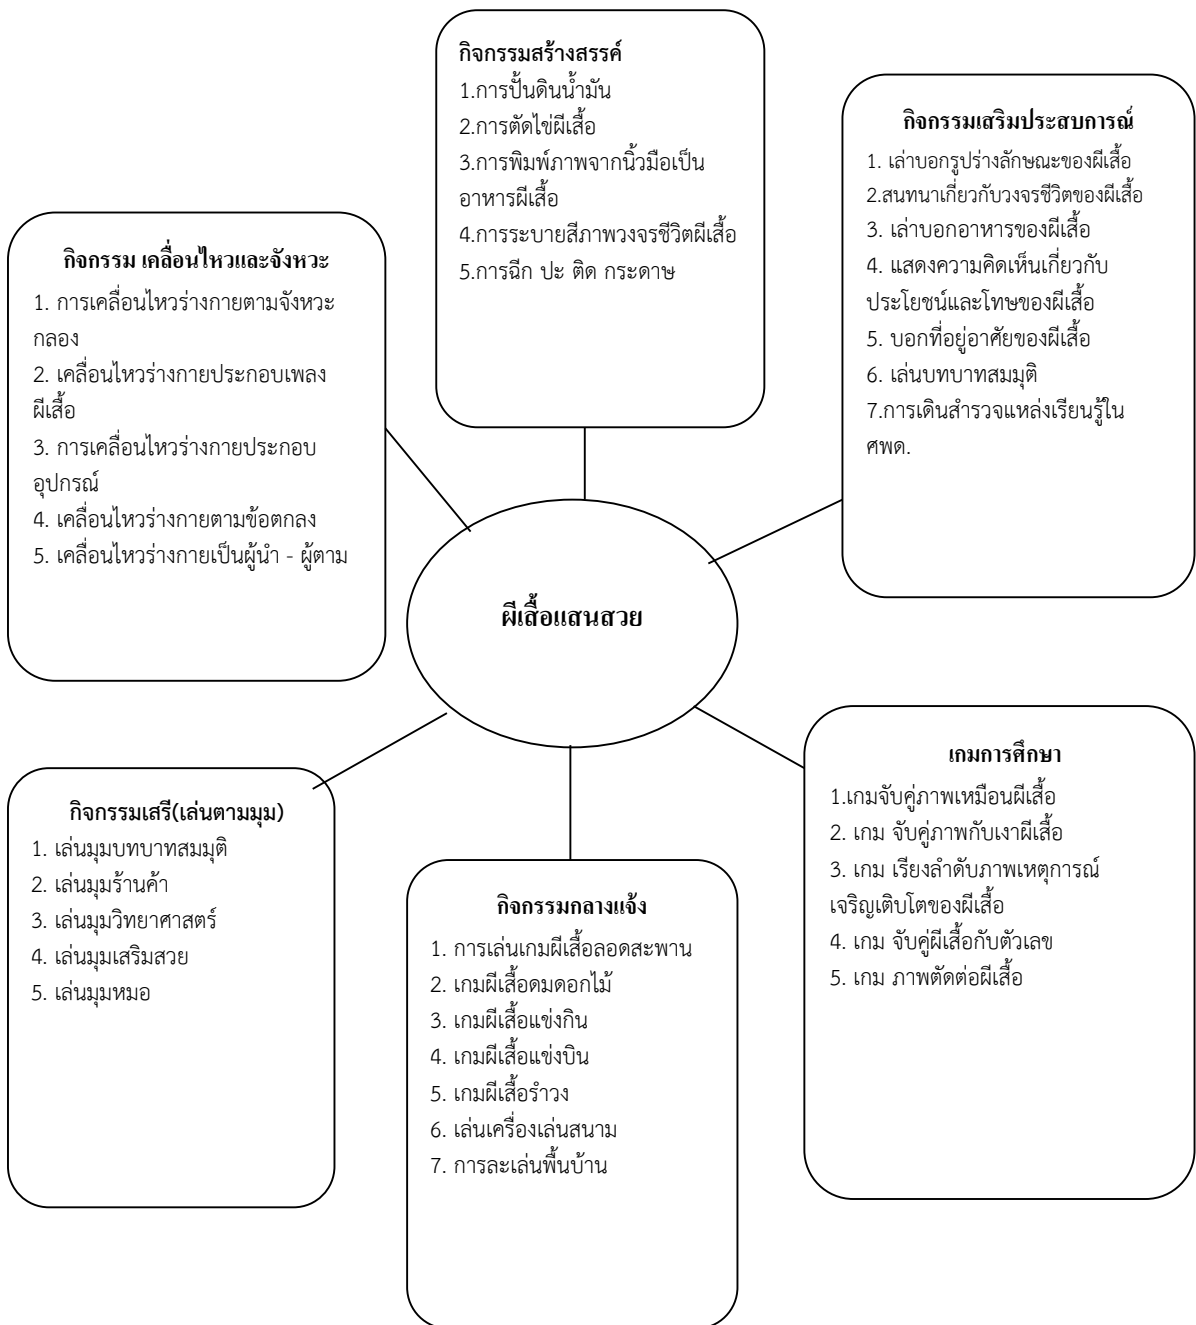 กิจกรรมสร้างสรรค์
1.การปั้นดินน้ำมัน
2.การตัดไข่ผีเสื้อ
3.การพิมพ์ภาพจากนิ้วมือเป็น
อาหารผีเสื้อ
4.การระบายสีภาพวงจรชีวิตผีเสื้อ
5.การฉีก ปะ ติด กระดาษ
กิจกรรมเสริมประสบการณ์
1. เล่าบอกรูปร่างลักษณะของผีเสื้อ
2.สนทนาเกี่ยวกับวงจรชีวิตของผีเสื้อ
3. เล่าบอกอาหารของผีเสื้อ
4. แสดงความคิดเห็นเกี่ยวกับ
ประโยชน์และโทษของผีเสื้อ
5. บอกที่อยู่อาศัยของผีเสื้อ
6. เล่นบทบาทสมมุติ
7.การเดินสำรวจแหล่งเรียนรู้ใน
ศพด.
กิจกรรม เคลื่อนไหวและจังหวะ
1. การเคลื่อนไหวร่างกายตามจังหวะ
กลอง
2. เคลื่อนไหวร่างกายประกอบเพลง
ผีเสื้อ
3. การเคลื่อนไหวร่างกายประกอบ
อุปกรณ์
4. เคลื่อนไหวร่างกายตามข้อตกลง
5. เคลื่อนไหวร่างกายเป็นผู้นำ - ผู้ตาม
ผีเสื้อแสนสวย
เกมการศึกษา
1.เกมจับคู่ภาพเหมือนผีเสื้อ
2. เกม จับคู่ภาพกับเงาผีเสื้อ
3. เกม เรียงลำดับภาพเหตุการณ์
เจริญเติบโตของผีเสื้อ
4. เกม จับคู่ผีเสื้อกับตัวเลข
5. เกม ภาพตัดต่อผีเสื้อ
กิจกรรมเสรี(เล่นตามมุม)
1. เล่นมุมบทบาทสมมุติ
2. เล่นมุมร้านค้า
3. เล่นมุมวิทยาศาสตร์
4. เล่นมุมเสริมสวย
5. เล่นมุมหมอ
กิจกรรมกลางแจ้ง
1. การเล่นเกมผีเสื้อลอดสะพาน
2. เกมผีเสื้อดมดอกไม้
3. เกมผีเสื้อแข่งกิน
4. เกมผีเสื้อแข่งบิน
5. เกมผีเสื้อรำวง
6. เล่นเครื่องเล่นสนาม
7. การละเล่นพื้นบ้าน